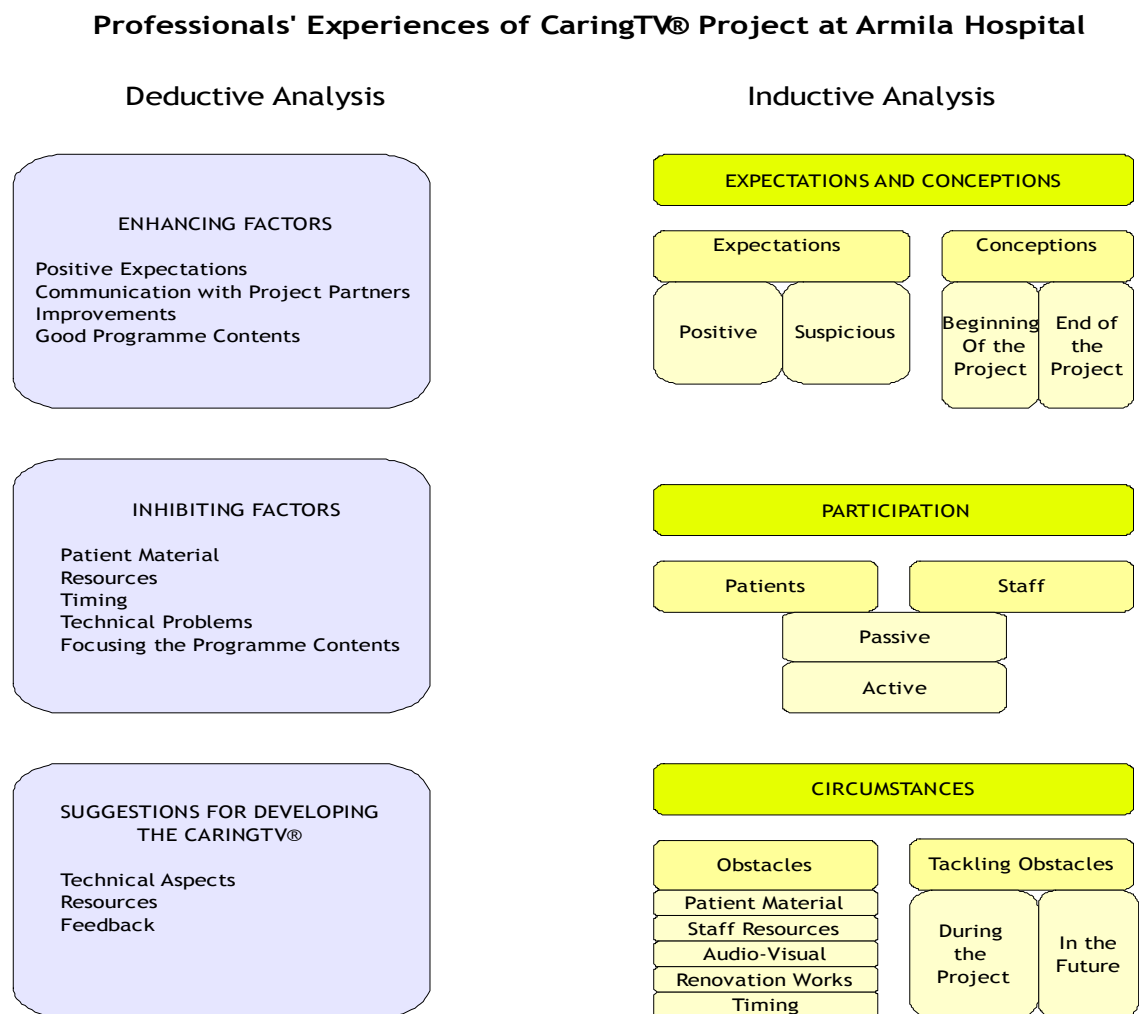 Professionals' Experiences of CaringTV® Project at Armila Hospital
Deductive Analysis
ENHANCING FACTORS
Positive Expectations
Communication with Project Partners
Improvements
Good Programme Contents
INHIBITING FACTORS
Patient Material
Resources
Timing
Technical Problems
Focusing the Programme Contents
SUGGESTIONS FOR DEVELOPING
THE CARINGTV®
Technical Aspects
Resources
Feedback
Inductive Analysis
EXPECTATIONS AND CONCEPTIONS
Expectations
Positive
Suspicious
Conceptions
Beginning
Of the
Project
End of
the
Project
PARTICIPATION
Patients
Staff
Passive
Active
CIRCUMSTANCES
Obstacles
Patient Material
Staff Resources
Audio-Visual
Renovation Works
Timing
Tackling Obstacles
During
the
Project
In the
Future